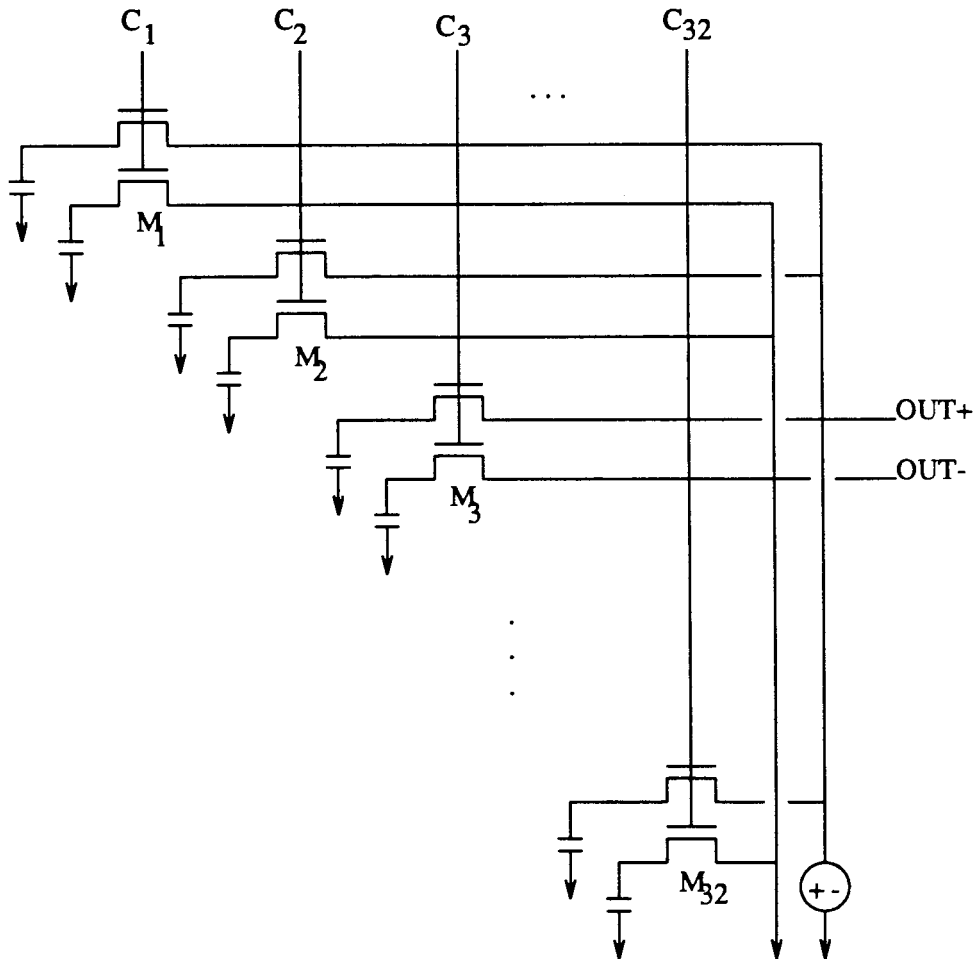 C1 C2 C3 C32
...
M1
M2
OUT+
OUT-
M3
.
.
.
M32
+ -